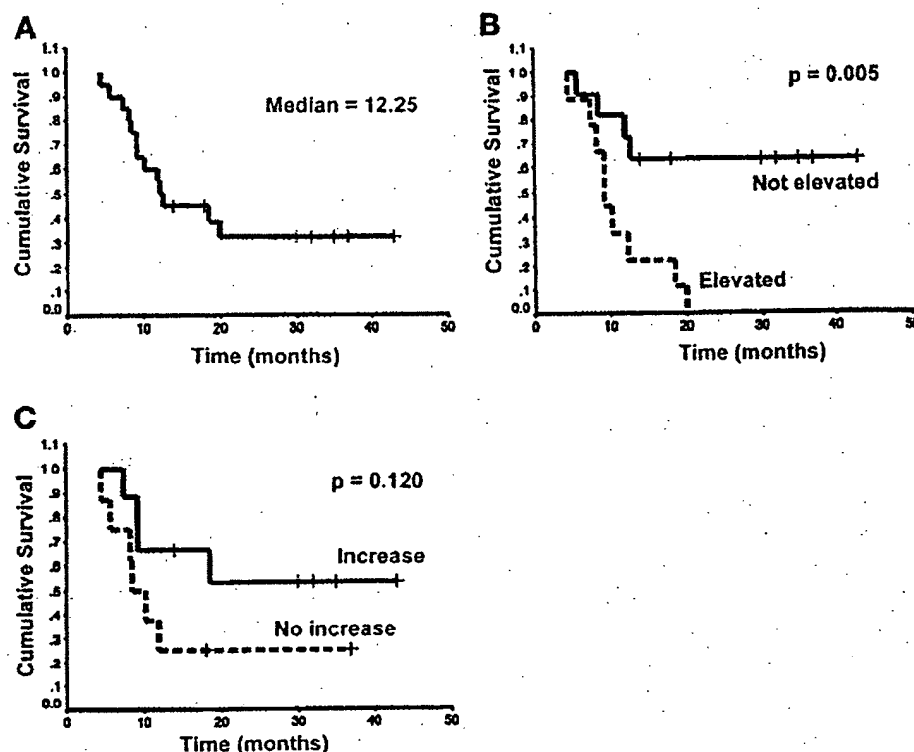 A
1.1
1.0
.9
.8
.7
.6
.5
.4
.3
.2
.1
0.0
Cumulative Survival
Median = 12.25
0 10 20 30 40 50
Time (months)
B
1.1
1.0
.9
.8
.7
.6
.5
.4
.3
.2
.1
0.0
Cumulative Survival
p = 0.005
Not elevated
Elevated
0 10 20 30 40 50
Time (months)
C
1.1
1.0
.9
.8
.7
.6
.5
.4
.3
.2
.1
0.0
Cumulative Survival
p = 0.120
Increase
No increase
0 10 20 30 40 50
Time (months)